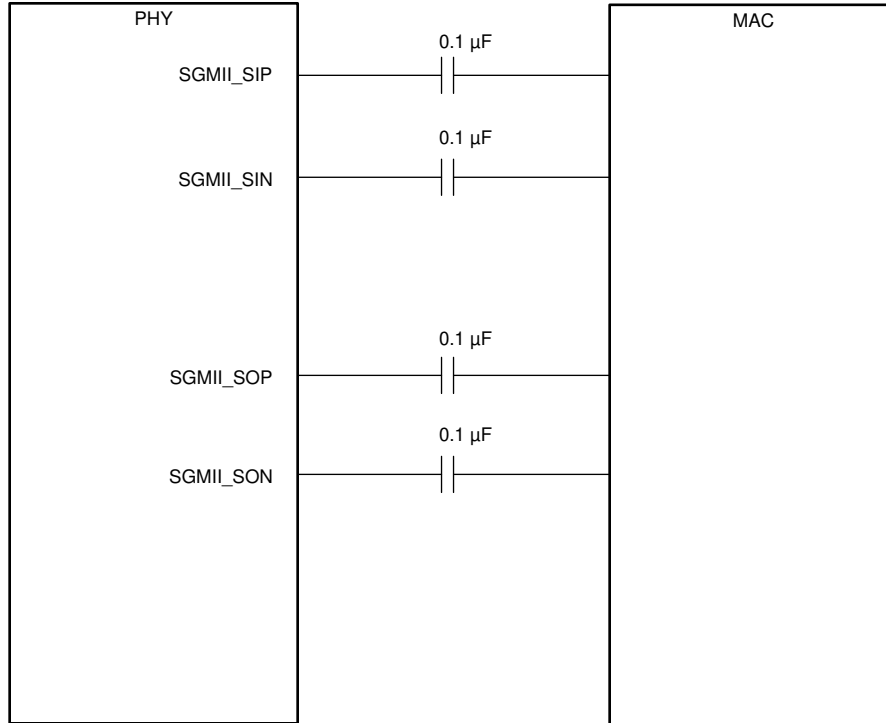 PHY
MAC
0.1 µF
SGMII_SIP
0.1 µF
SGMII_SIN
0.1 µF
SGMII_SOP
0.1 µF
SGMII_SON